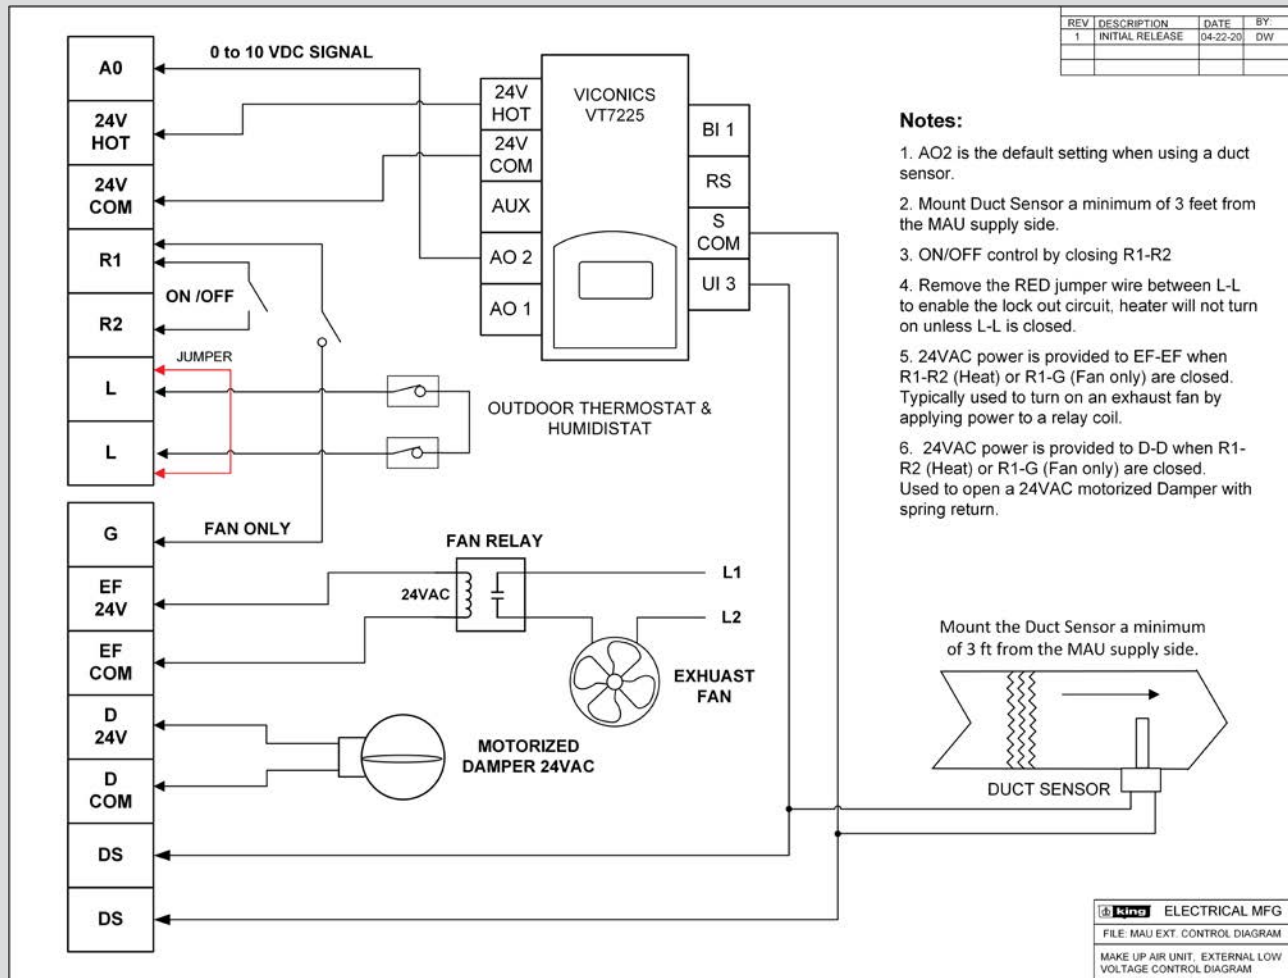 REV DESCRIPTION DATE BY:
1 INITIAL RELEASE 04-22-20 DW
A0
24V
HOT
24V
COM
R1
R2
L
L
G
EF
24V
EF
COM
D
24V
D
COM
DS
DS
0 to 10 VDC SIGNAL
ON /OFF
JUMPER
FAN ONLY
24V
HOT
24V
COM
AUX
AO 2
AO 1
VICONICS
VT7225
BI 1
RS
S
COM
UI 3
OUTDOOR THERMOSTAT &
HUMIDISTAT
FAN RELAY
24VAC
L1
L2
EXHUAST
FAN
MOTORIZED
DAMPER 24VAC
Notes:
1. AO2 is the default setting when using a duct
sensor.
2. Mount Duct Sensor a minimum of 3 feet from
the MAU supply side.
3. ON/OFF control by closing R1-R2
4. Remove the RED jumper wire between L-L
to enable the lock out circuit, heater will not turn
on unless L-L is closed.
5. 24VAC power is provided to EF-EF when
R1-R2 (Heat) or R1-G (Fan only) are closed.
Typically used to turn on an exhaust fan by
applying power to a relay coil.
6. 24VAC power is provided to D-D when R1-
R2 (Heat) or R1-G (Fan only) are closed.
Used to open a 24VAC motorized Damper with
spring return.
Mount the Duct Sensor a minimum
of 3 ft from the MAU supply side.
DUCT SENSOR
king ELECTRICAL MFG
FILE: MAU EXT. CONTROL DIAGRAM
MAKE UP AIR UNIT, EXTERNAL LOW
VOLTAGE CONTROL DIAGRAM